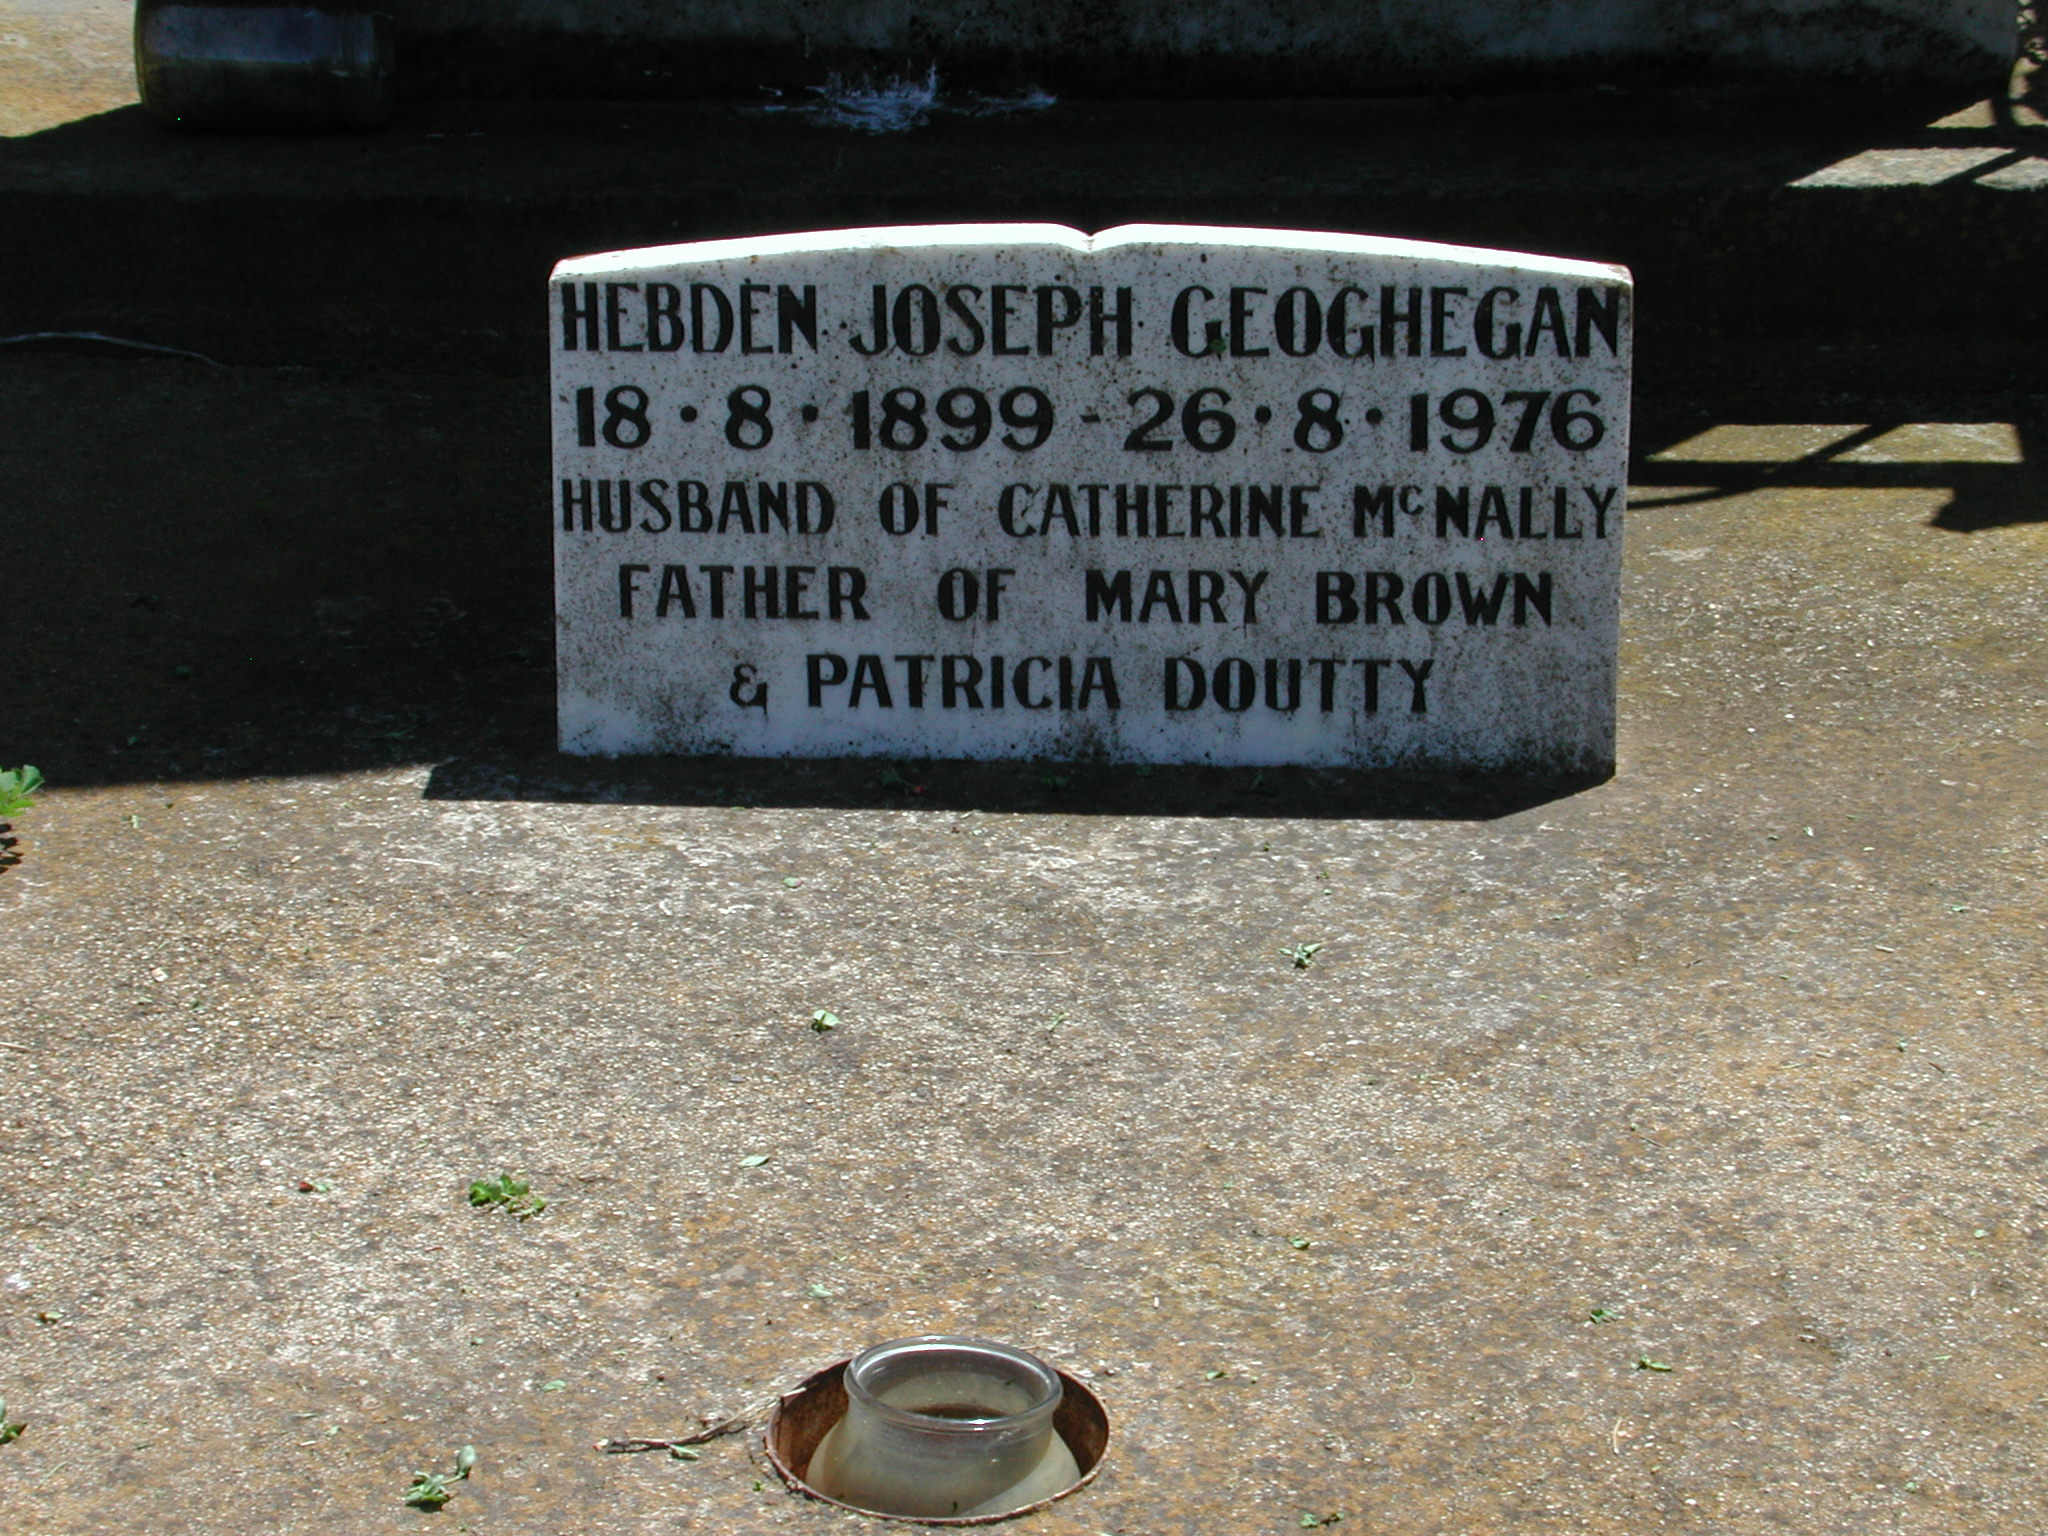 HEBDEN JOSEPH GEOGHEGAN
18·8·1899-26·8·1976
HUSBAND OF CATHERINE McNALLY
FATHER OF MARY BROWN
& PATRICIA DOUTTY